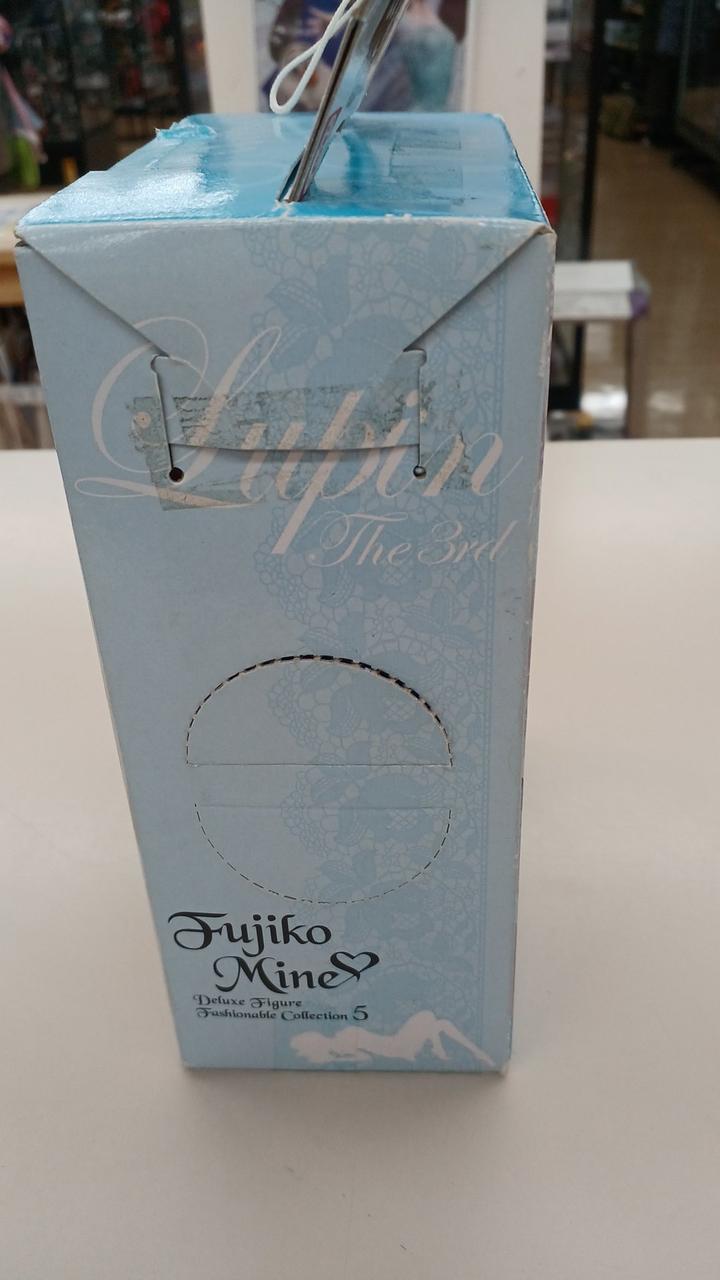 Lupin
The 3rd
Fujiko
Mine
Deluxe Figure
Fashionable Collection 5